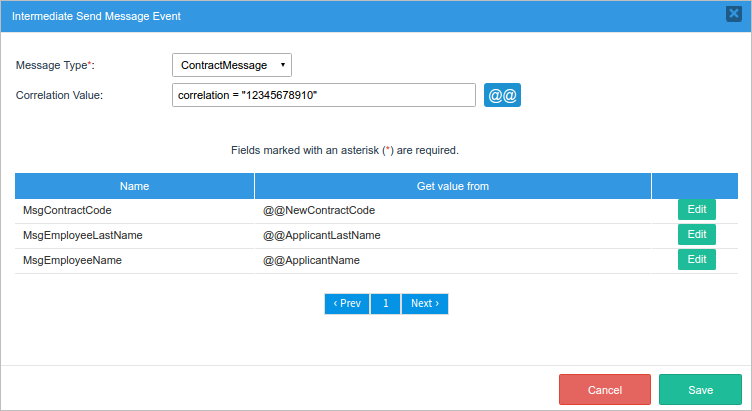 Intermediate Send Message Event
Message Type*: ContractMessage
Correlation Value: correlation = "12345678910" @@
Fields marked with an asterisk (*) are required.
Name Get value from
MsgContractCode @@NewContractCode Edit
MsgEmployeeLastName @@ApplicantLastName Edit
MsgEmployeeName @@ApplicantName Edit
‹ Prev 1 Next ›
Cancel Save